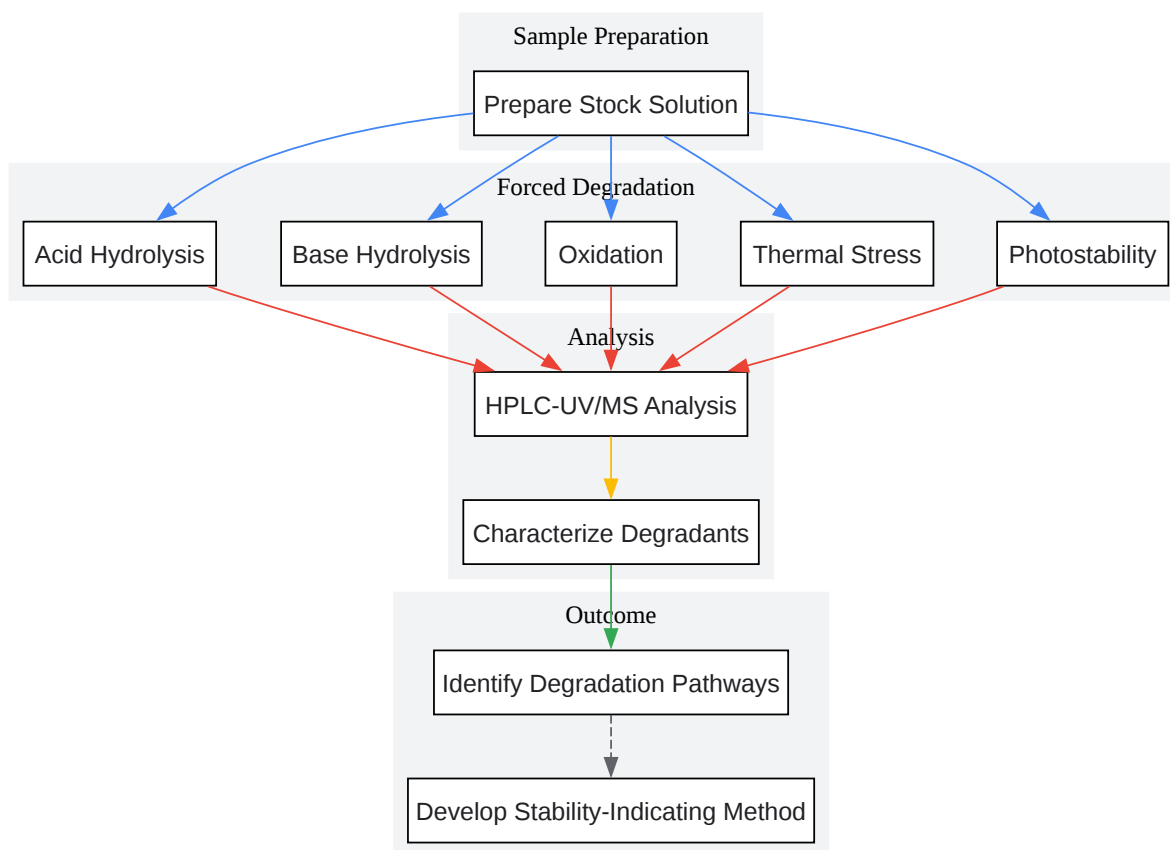 Sample Preparation
Prepare Stock Solution
Forced Degradation
Acid Hydrolysis
Base Hydrolysis
Oxidation
Thermal Stress
Photostability
Analysis
HPLC-UV/MS Analysis
Characterize Degradants
Outcome
Identify Degradation Pathways
Develop Stability-Indicating Method